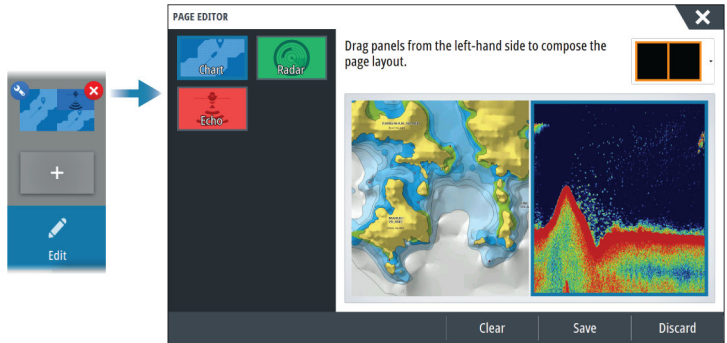 Edit
PAGE EDITOR
Chart
Radar
Echo
Drag panels from the left-hand side to compose the
page layout.
Clear
Save
Discard